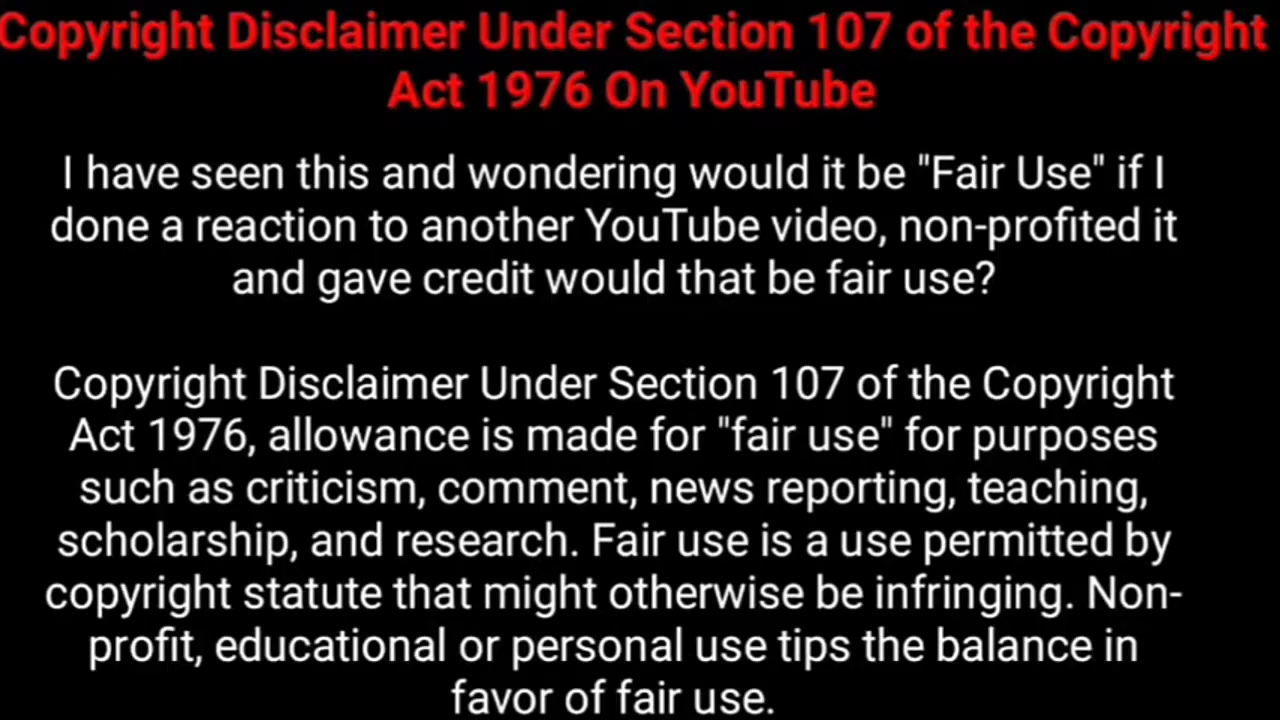 Copyright Disclaimer Under Section 107 of the Copyright
Act 1976 On YouTube
I have seen this and wondering would it be "Fair Use" if I
done a reaction to another YouTube video, non-profited it
and gave credit would that be fair use?
Copyright Disclaimer Under Section 107 of the Copyright
Act 1976, allowance is made for "fair use" for purposes
such as criticism, comment, news reporting, teaching,
scholarship, and research. Fair use is a use permitted by
copyright statute that might otherwise be infringing. Non-
profit, educational or personal use tips the balance in
favor of fair use.